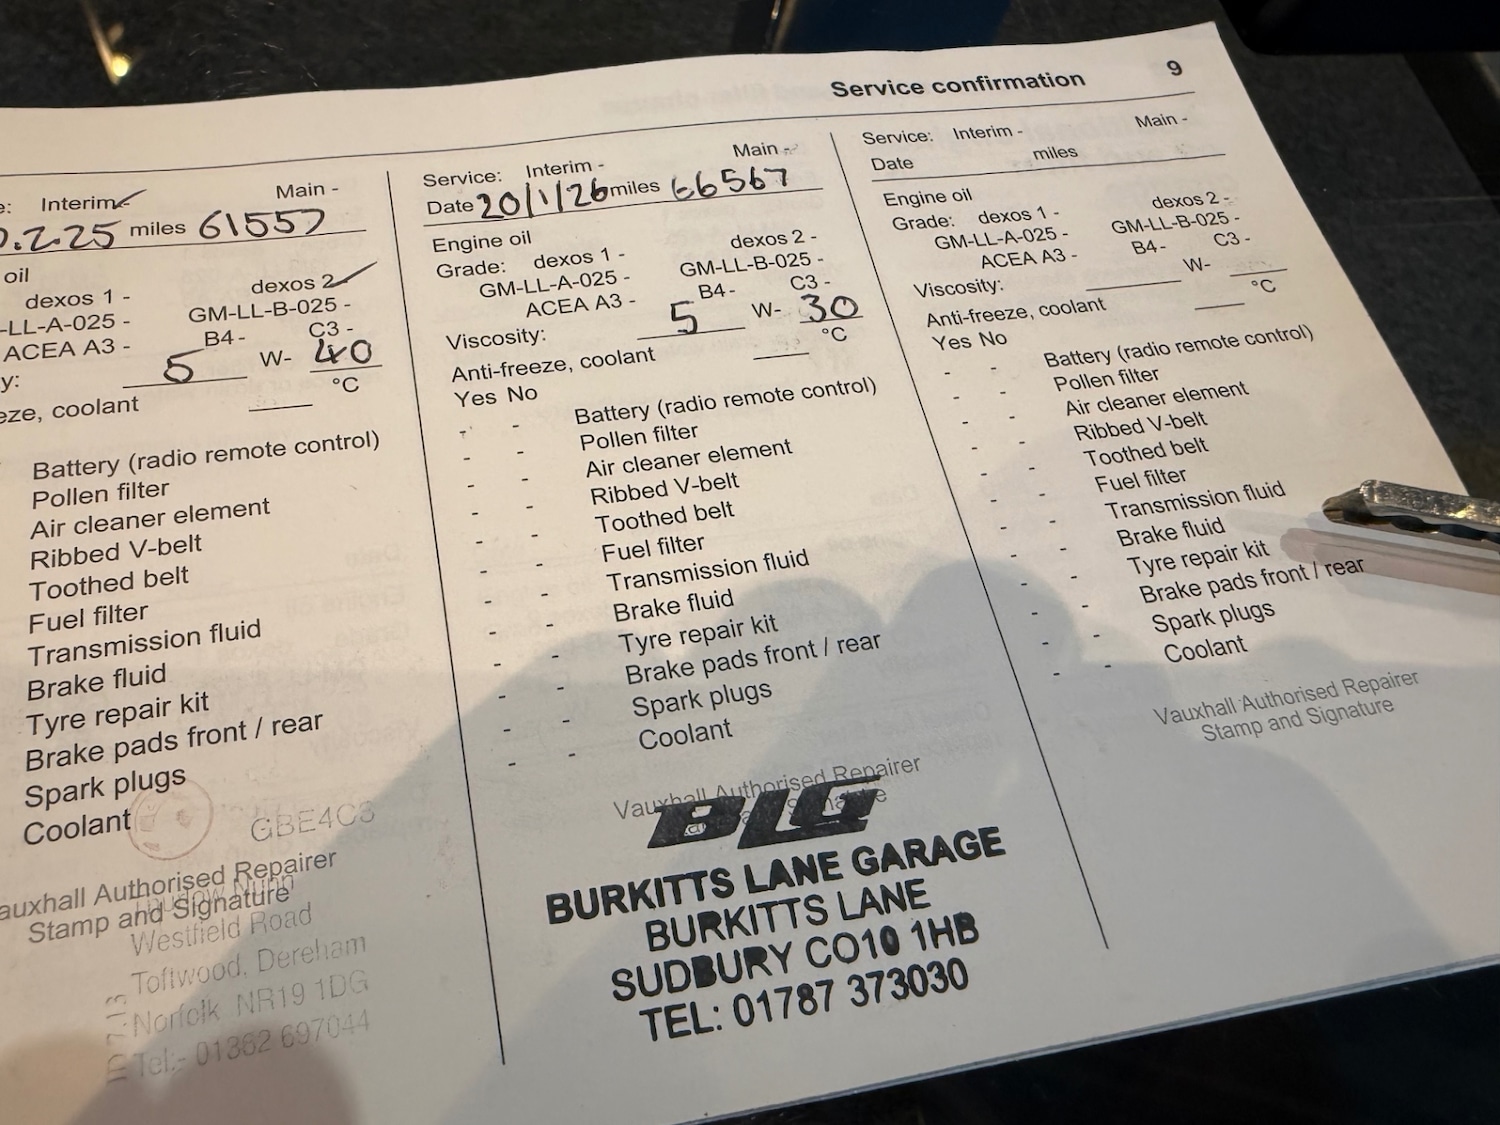 Service confirmation 9
Interim- Main -
.2.25 miles 61557
oil
dexos 1 - dexos 2
-LL-A-025 - GM-LL-B-025 -
ACEA A3 - B4- C3 -
y: 5 W- 40
eze, coolant °C
Battery (radio remote control)
Pollen filter
Air cleaner element
Ribbed V-belt
Toothed belt
Fuel filter
Transmission fluid
Brake fluid
Tyre repair kit
Brake pads front / rear
Spark plugs
Coolant
auxhall Authorised Repairer
Stamp and Signature
Westfield Road
Toftwood, Dereham
Norfolk NR19 1DG
Tel:- 01362 697044
Service: Interim - Main -
Date 20/1/26 miles 66567
Engine oil
Grade: dexos 1 - dexos 2 -
GM-LL-A-025 - GM-LL-B-025 -
ACEA A3 - B4- C3 -
Viscosity: 5 W- 30
Anti-freeze, coolant °C
Yes No
- - Battery (radio remote control)
- - Pollen filter
- - Air cleaner element
- - Ribbed V-belt
- - Toothed belt
- - Fuel filter
- - Transmission fluid
- - Brake fluid
- - Tyre repair kit
- - Brake pads front / rear
- - Spark plugs
- - Coolant
Vauxhall Authorised Repairer
BLG
BURKITTS LANE GARAGE
BURKITTS LANE
SUDBURY CO10 1HB
TEL: 01787 373030
Service: Interim - Main -
Date miles
Engine oil
Grade: dexos 1 - dexos 2 -
GM-LL-A-025 - GM-LL-B-025 -
ACEA A3 - B4- C3 -
Viscosity: W-
Anti-freeze, coolant °C
Yes No
- - Battery (radio remote control)
- - Pollen filter
- - Air cleaner element
- - Ribbed V-belt
- - Toothed belt
- - Fuel filter
- - Transmission fluid
- - Brake fluid
- - Tyre repair kit
- - Brake pads front / rear
- - Spark plugs
- - Coolant
Vauxhall Authorised Repairer
Stamp and Signature